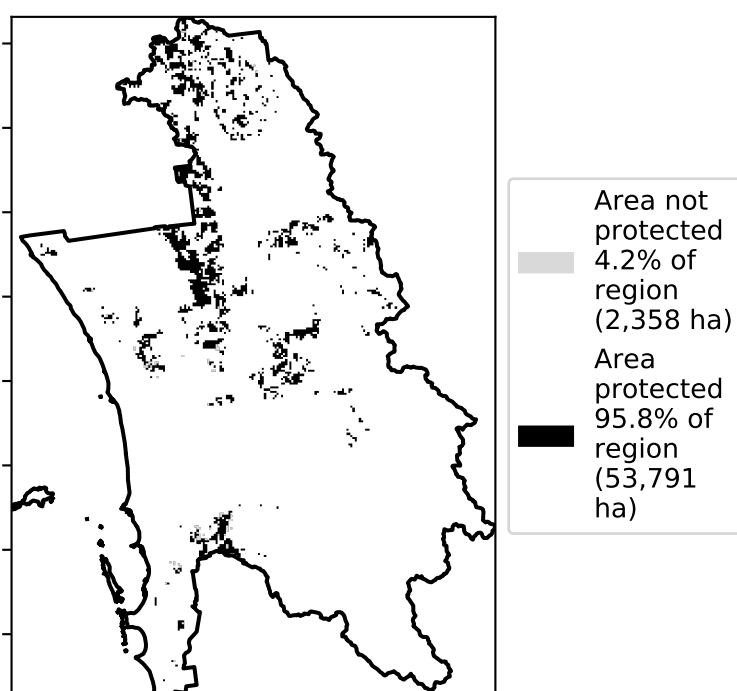 Area not
protected
4.2% of
region
(2,358 ha)
Area
protected
95.8% of
region
(53,791
ha)